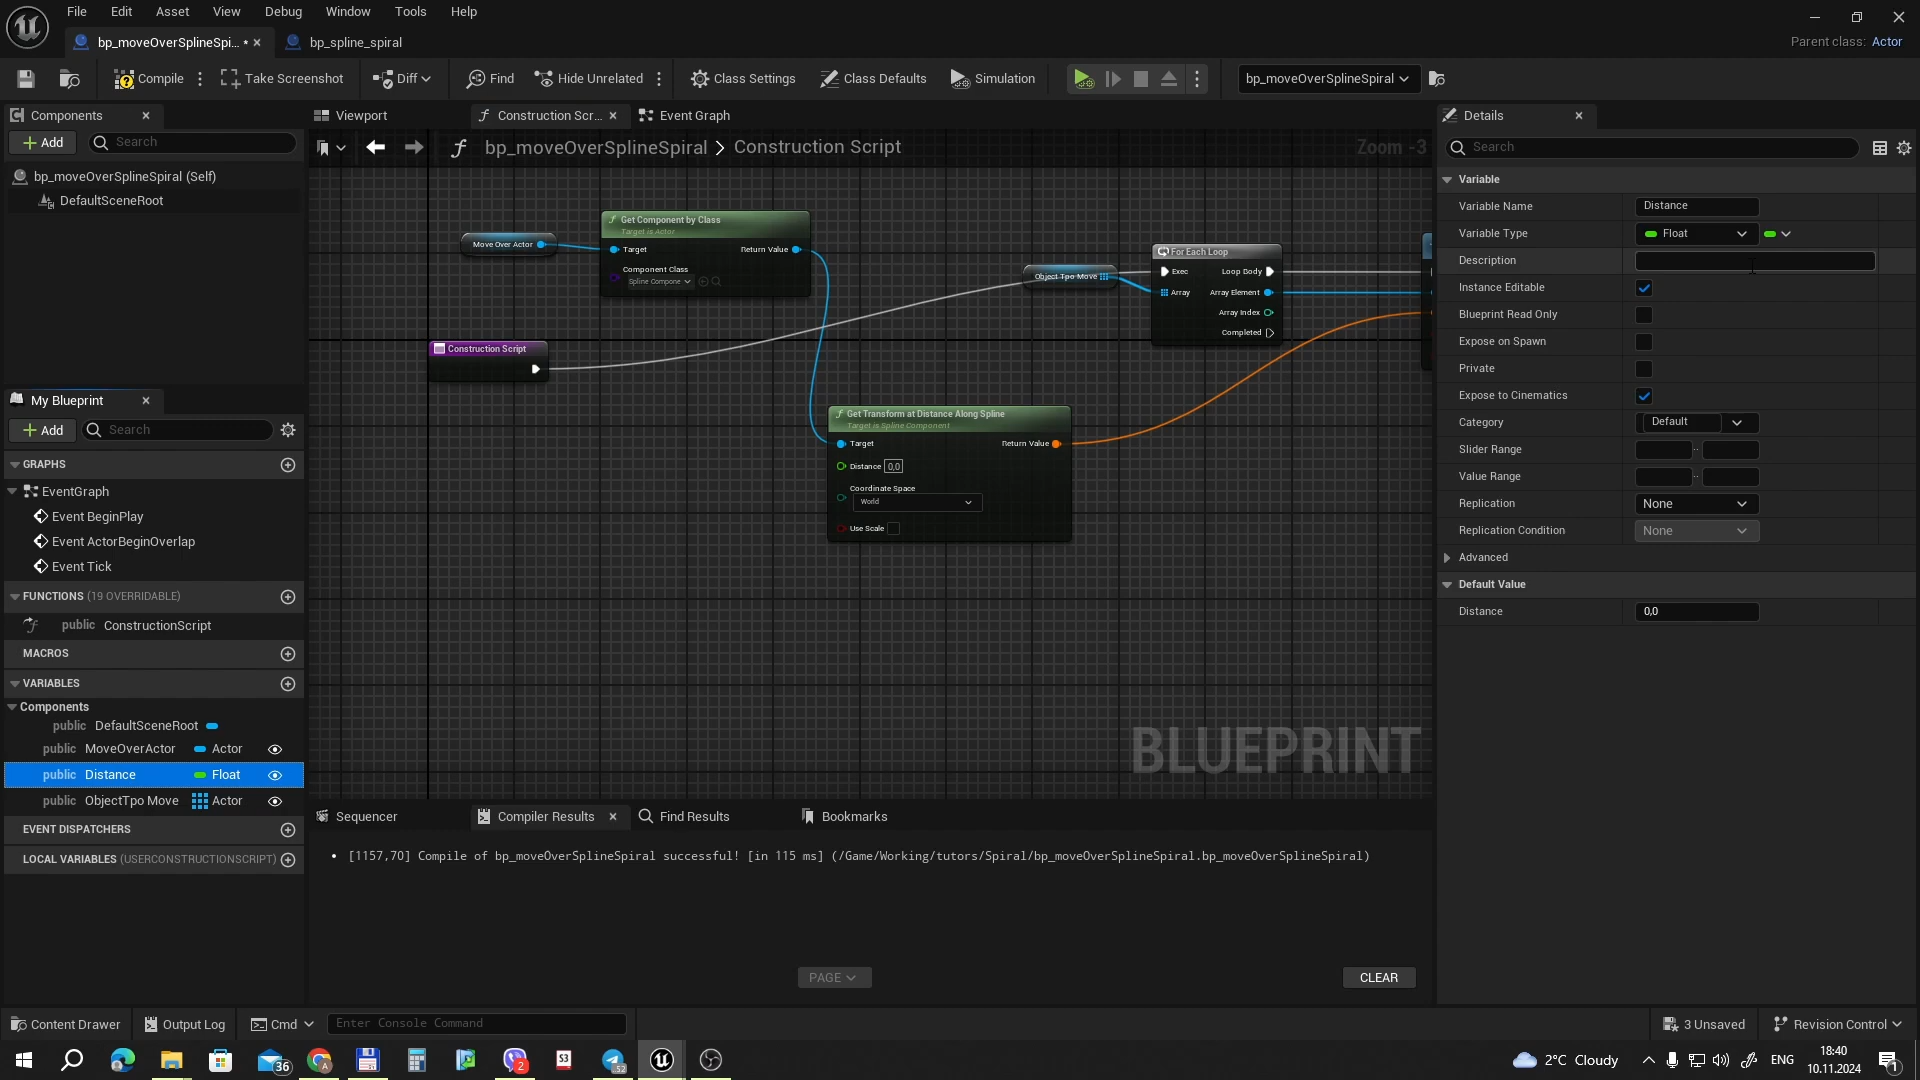 File Edit Asset View Debug Window Tools Help
bp_moveOverSplineSpi... • bp_spline_spiral
Parent class: Actor
Compile Take Screenshot Diff Find Hide Unrelated Class Settings Class Defaults Simulation bp_moveOverSplineSpiral
Components
Add Search
bp_moveOverSplineSpiral (Self)
DefaultSceneRoot
My Blueprint
Add Search
GRAPHS
EventGraph
Event BeginPlay
Event ActorBeginOverlap
Event Tick
FUNCTIONS (19 OVERRIDABLE)
public ConstructionScript
MACROS
VARIABLES
Components
public DefaultSceneRoot
public MoveOverActor Actor
public Distance Float
public ObjectTpo Move Actor
EVENT DISPATCHERS
LOCAL VARIABLES (USERCONSTRUCTIONSCRIPT)
Viewport Construction Scr... Event Graph
bp_moveOverSplineSpiral > Construction Script Zoom -3
Move Over Actor
Get Component by Class
Target is Actor
Target Return Value
Component Class
Spline Compone
Construction Script
Object Tpo Move
For Each Loop
Exec Loop Body
Array Array Element
Array Index
Completed
Get Transform at Distance Along Spline
Target is Spline Component
Target Return Value
Distance 0,0
Coordinate Space
World
Use Scale
BLUEPRINT
Sequencer Compiler Results Find Results Bookmarks
• [1157,70] Compile of bp_moveOverSplineSpiral successful! [in 115 ms] (/Game/Working/tutors/Spiral/bp_moveOverSplineSpiral.bp_moveOverSplineSpiral)
PAGE CLEAR
Details
Search
Variable
Variable Name Distance
Variable Type Float
Description
Instance Editable
Blueprint Read Only
Expose on Spawn
Private
Expose to Cinematics
Category Default
Slider Range
Value Range
Replication None
Replication Condition None
Advanced
Default Value
Distance 0,0
Content Drawer Output Log Cmd Enter Console Command 3 Unsaved Revision Control
36 S3 2 52 2°C Cloudy ENG 18:40
10.11.2024 1